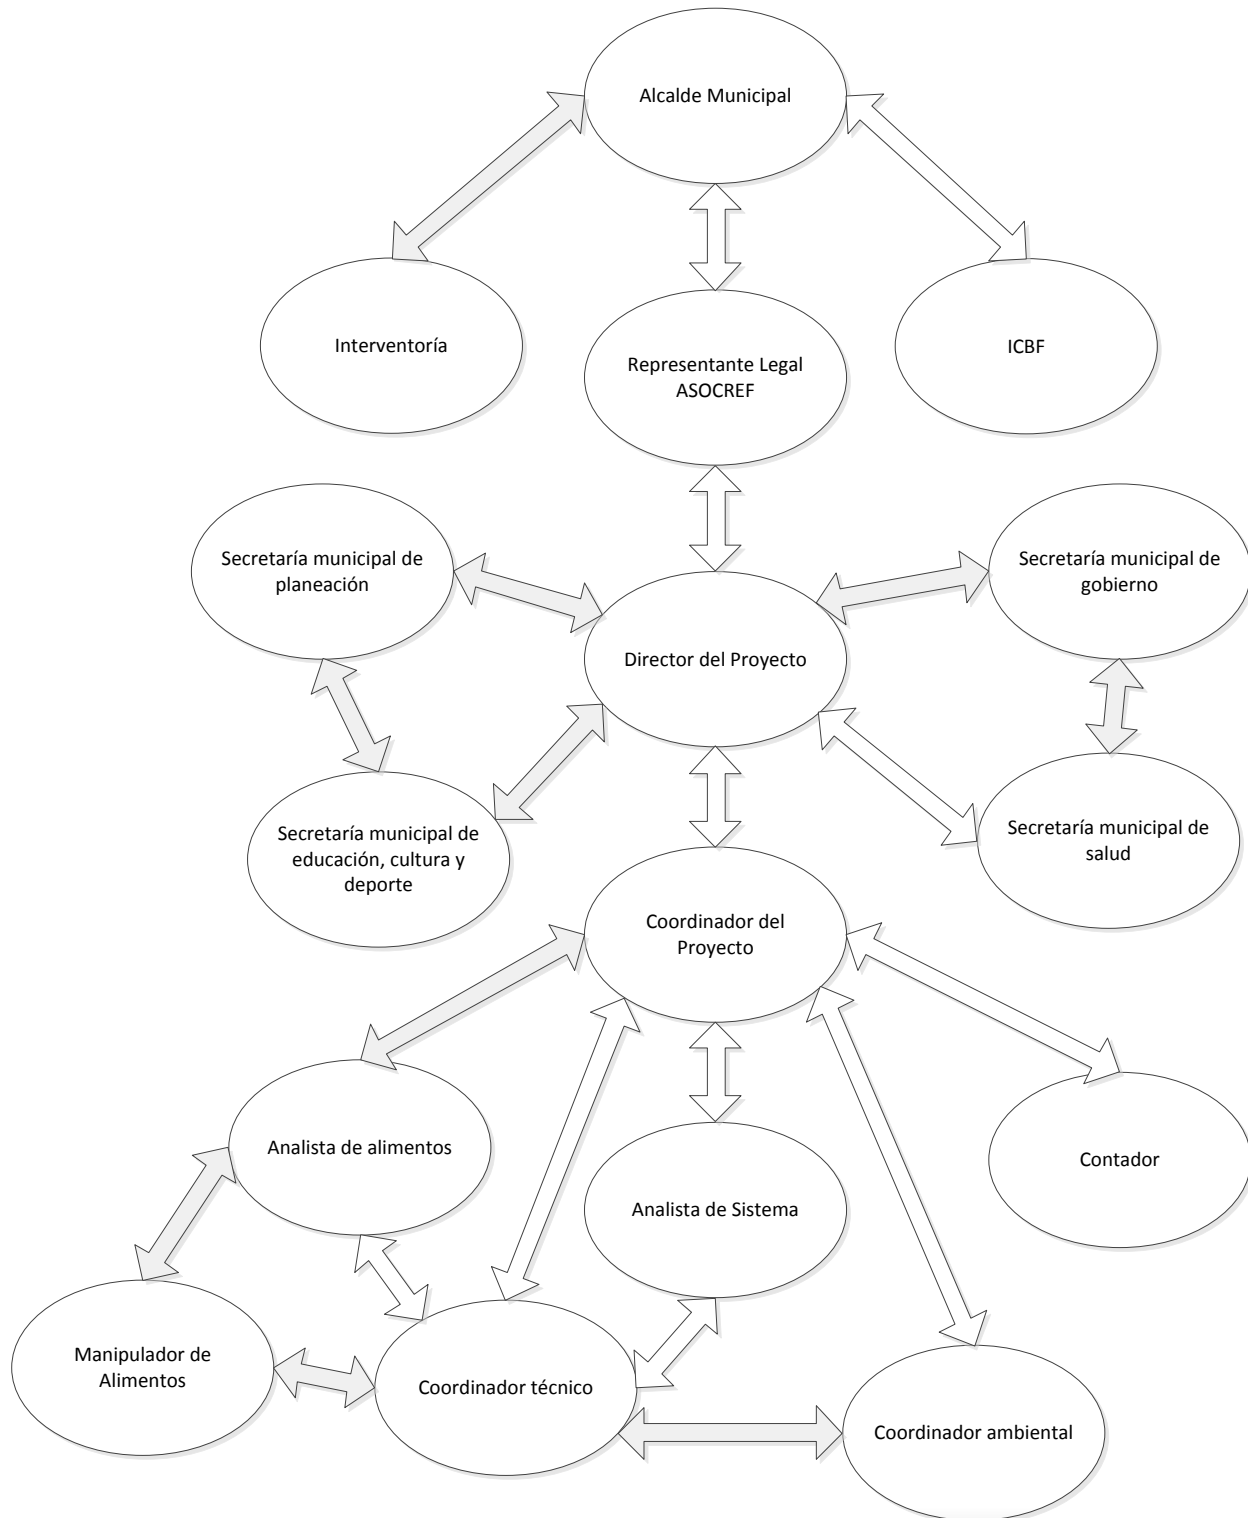 Alcalde Municipal
Interventoría
Representante Legal
ASOCREF
ICBF
Secretaría municipal de
planeación
Secretaría municipal de
gobierno
Director del Proyecto
Secretaría municipal de
educación, cultura y
deporte
Secretaría municipal de
salud
Coordinador del
Proyecto
Analista de alimentos
Contador
Analista de Sistema
Manipulador de
Alimentos
Coordinador técnico
Coordinador ambiental